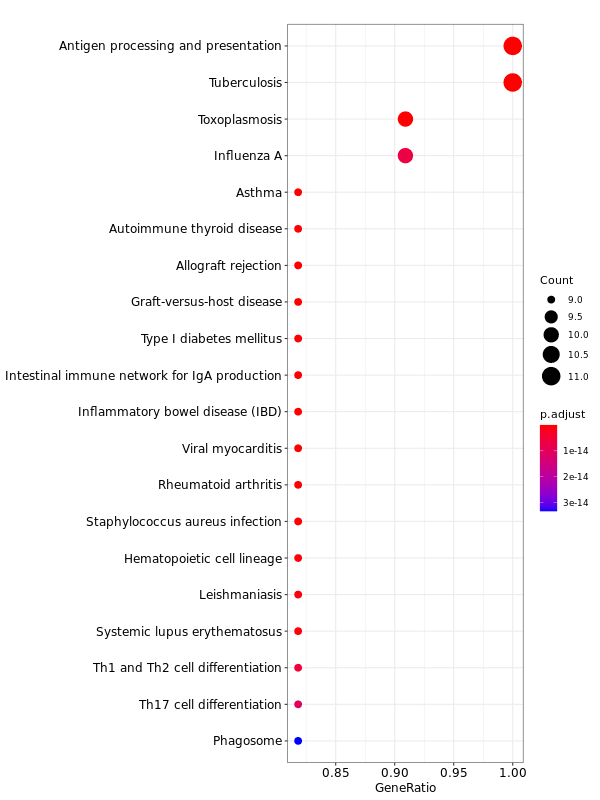 Antigen processing and presentation
Tuberculosis
Toxoplasmosis
Influenza A
Asthma
Autoimmune thyroid disease
Allograft rejection
Graft-versus-host disease
Type I diabetes mellitus
Intestinal immune network for IgA production
Inflammatory bowel disease (IBD)
Viral myocarditis
Rheumatoid arthritis
Staphylococcus aureus infection
Hematopoietic cell lineage
Leishmaniasis
Systemic lupus erythematosus
Th1 and Th2 cell differentiation
Th17 cell differentiation
Phagosome
0.85 0.90 0.95 1.00
GeneRatio
Count
9.0
9.5
10.0
10.5
11.0
p.adjust
1e-14
2e-14
3e-14